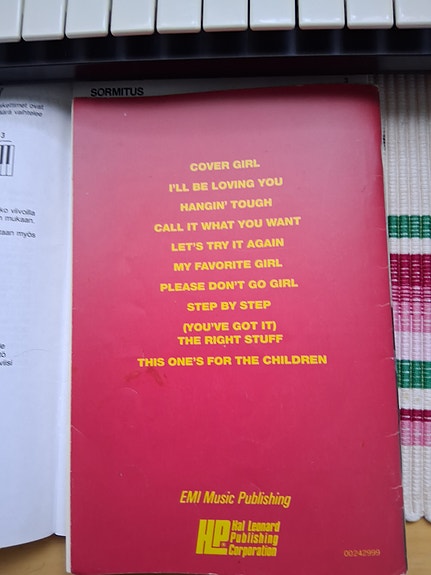 SORMITUS
3
COVER GIRL
I'LL BE LOVING YOU
HANGIN' TOUGH
CALL IT WHAT YOU WANT
LET'S TRY IT AGAIN
MY FAVORITE GIRL
PLEASE DON'T GO GIRL
STEP BY STEP
(YOU'VE GOT IT)
THE RIGHT STUFF
THIS ONE'S FOR THE CHILDREN
EMI Music Publishing
HL
Hal Leonard
Publishing
Corporation
00242999